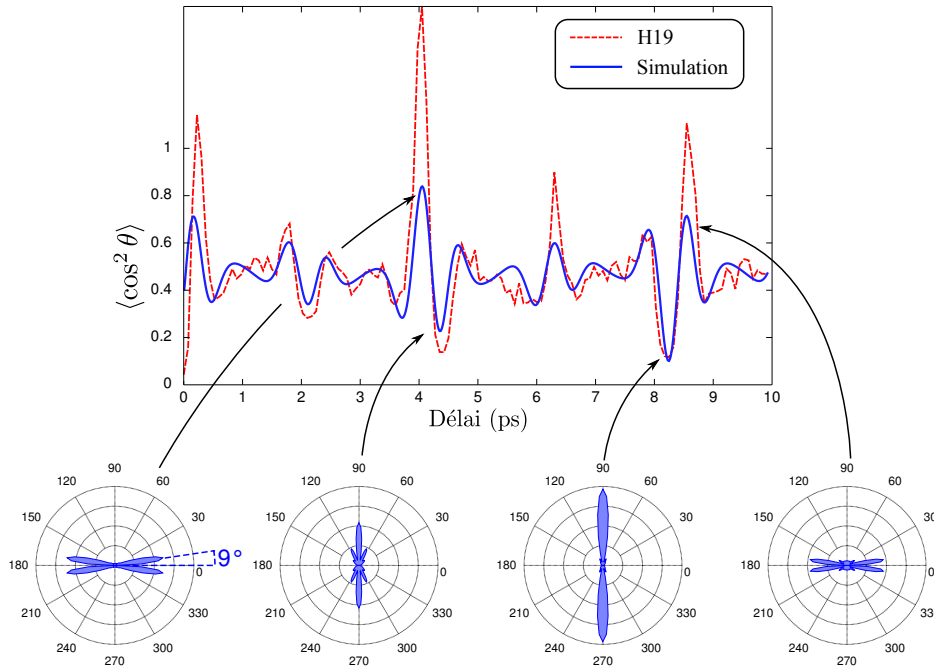 H19
Simulation
1
0.8
0.6
0.4
0.2
0
⟨cos² θ⟩
0 1 2 3 4 5 6 7 8 9 10
Délai (ps)
90 90 90 90
120 60 120 60 120 60 120 60
150 30 150 30 150 30 150 30
9°
180 0 180 0 180 0 180 0
210 330 210 330 210 330 210 330
240 300 240 300 240 300 240 300
270 270 270 270